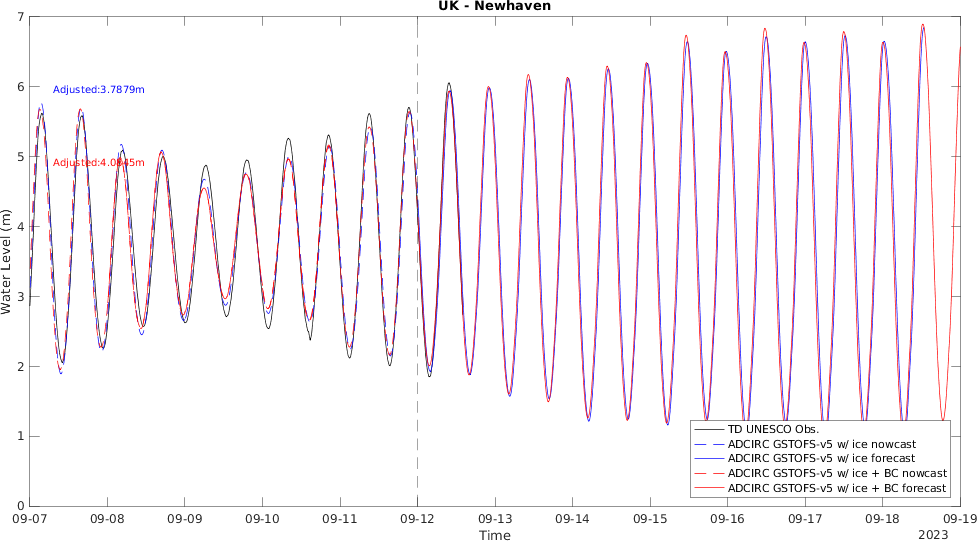 UK - Newhaven
7
6
5
4
3
2
1
0
Water Level (m)
Adjusted:3.7879m
Adjusted:4.0845m
TD UNESCO Obs.
ADCIRC GSTOFS-v5 w/ ice nowcast
ADCIRC GSTOFS-v5 w/ ice forecast
ADCIRC GSTOFS-v5 w/ ice + BC nowcast
ADCIRC GSTOFS-v5 w/ ice + BC forecast
09-07 09-08 09-09 09-10 09-11 09-12 09-13 09-14 09-15 09-16 09-17 09-18 09-19
Time
2023